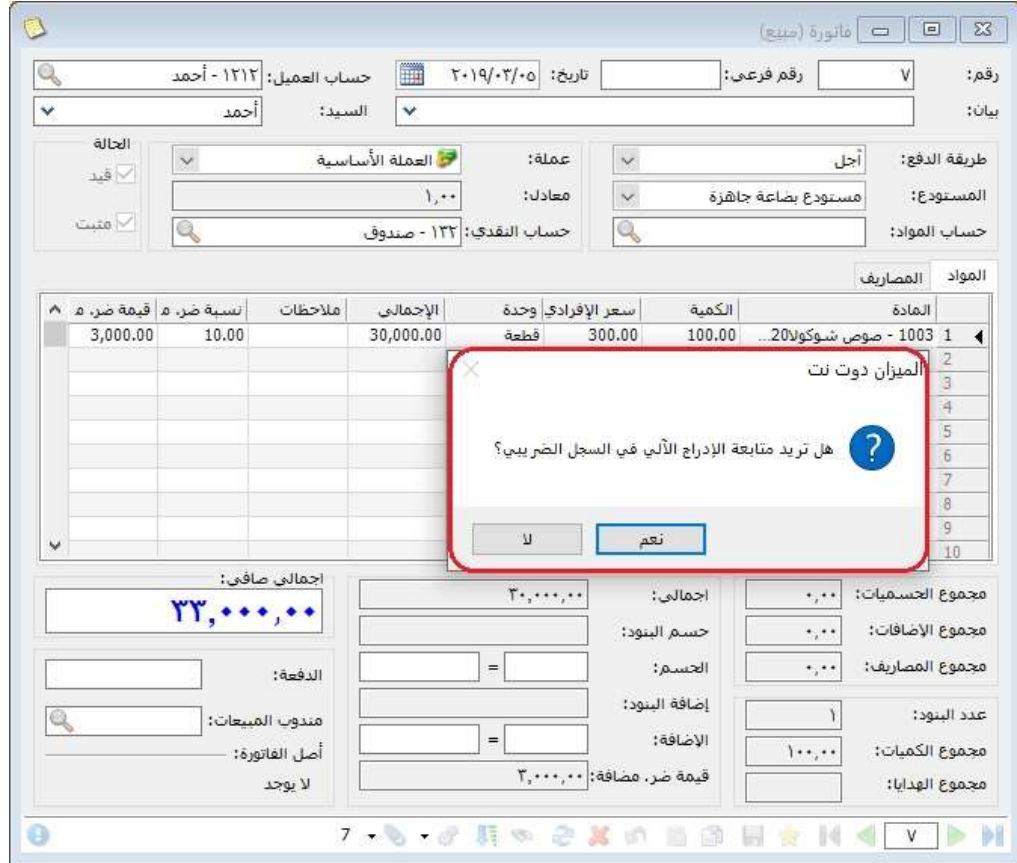 فاتورة (مبيع)
رقم: ٧ رقم فرعي: تاريخ: ٢٠١٩/٠٣/٠٥ حساب العميل: ١٢١٢ - أحمد
بيان: السيد: أحمد
طريقة الدفع: آجل عملة: العملة الأساسية الحالة
المستودع: مستودع بضاعة جاهزة معادل: ١,٠٠ قيد
حساب المواد: حساب النقدي: ١٣٢ - صندوق مثبت
المواد المصاريف
المادة الكمية سعر الإفرادي وحدة الإجمالي ملاحظات نسبة ضر. م قيمة ضر. م
1 1003 - صوص شوكولا20... 100.00 300.00 قطعة 30,000.00 10.00 3,000.00
2
3
4
5
6
7
8
9
10
الميزان دوت نت
هل تريد متابعة الإدراج الآلي في السجل الضريبي؟
نعم لا
مجموع الحسميات: ٠,٠٠ اجمالي: ٣٠,٠٠٠,٠٠ اجمالي صافي:
٣٣,٠٠٠,٠٠
مجموع الإضافات: ٠,٠٠ حسم البنود:
مجموع المصاريف: ٠,٠٠ الحسم: = الدفعة:
عدد البنود: ١ إضافة البنود: مندوب المبيعات:
مجموع الكميات: ١٠٠,٠٠ الإضافة: = أصل الفاتورة:
مجموع الهدايا: قيمة ضر. مضافة: ٣,٠٠٠,٠٠ لا يوجد
٧ 7